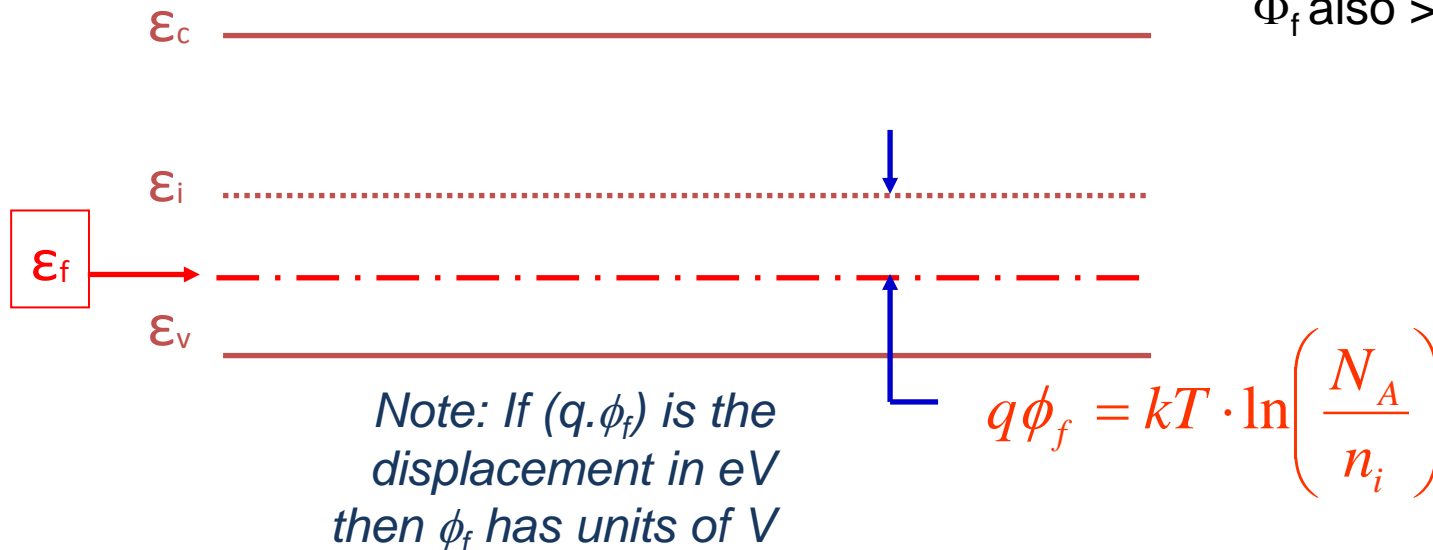 Φf also >
εc
εi
εf
εv
qϕf = kT · ln(NA/ni)
Note: If (q.ϕf) is the
displacement in eV
then ϕf has units of V